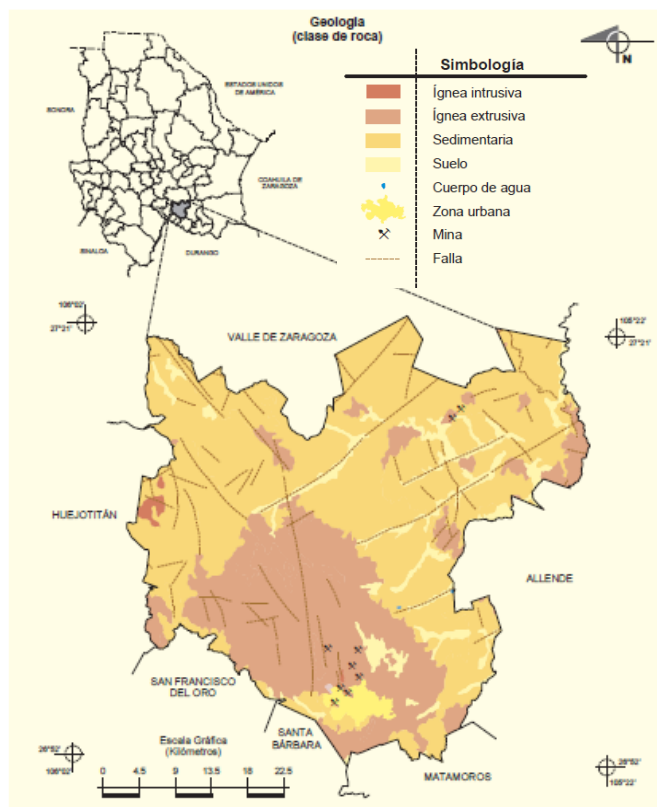 Geología
(clase de roca)
N
Simbología
Ígnea intrusiva
Ígnea extrusiva
Sedimentaria
Suelo
Cuerpo de agua
Zona urbana
Mina
Falla
ESTADOS UNIDOS
DE AMÉRICA
SONORA
COAHUILA DE
ZARAGOZA
SINALOA
DURANGO
106°02'
27°21'
VALLE DE ZARAGOZA
105°22'
27°21'
HUEJOTITÁN
ALLENDE
SAN FRANCISCO
DEL ORO
SANTA
BÁRBARA
MATAMOROS
Escala Gráfica
(Kilómetros)
0 4.5 9 13.5 18 22.5
26°52'
106°02'
26°52'
105°22'